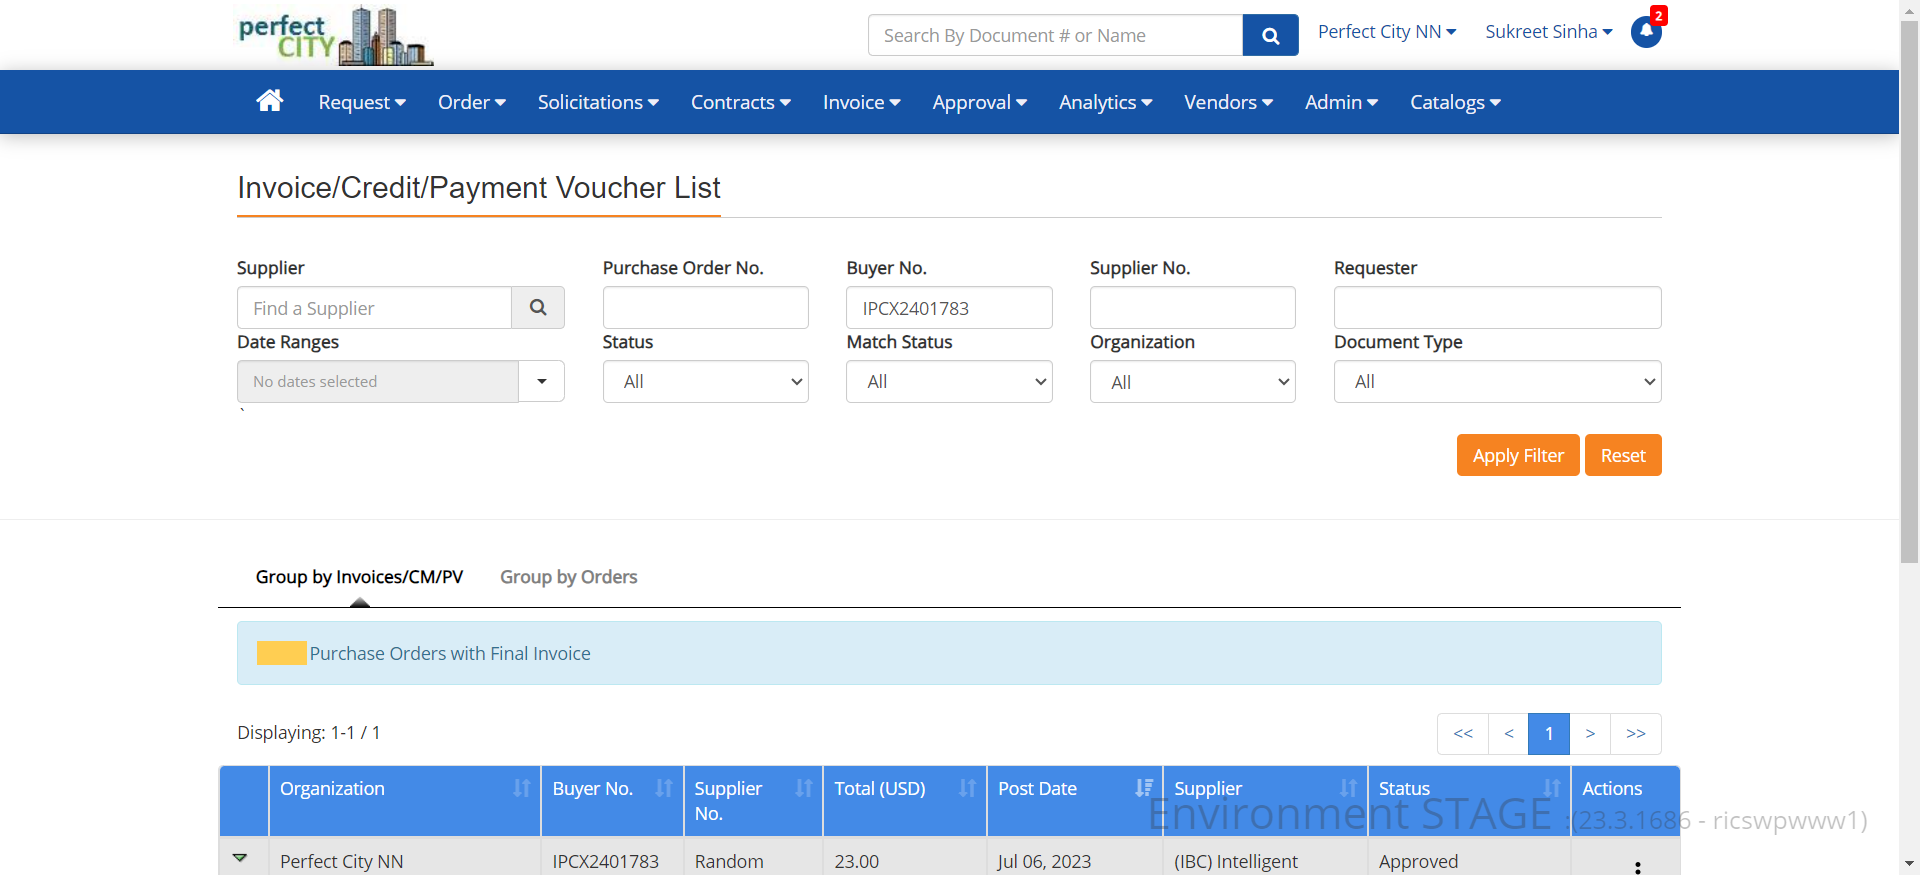 perfect
CITY
Search By Document # or Name
Perfect City NN
Sukreet Sinha
2
Request
Order
Solicitations
Contracts
Invoice
Approval
Analytics
Vendors
Admin
Catalogs
Invoice/Credit/Payment Voucher List
Supplier
Purchase Order No.
Buyer No.
Supplier No.
Requester
Find a Supplier
IPCX2401783
Date Ranges
Status
Match Status
Organization
Document Type
No dates selected
All
All
All
All
`
Apply Filter
Reset
Group by Invoices/CM/PV
Group by Orders
Purchase Orders with Final Invoice
Displaying: 1-1 / 1
<<
<
1
>
>>
Organization
Buyer No.
Supplier No.
Total (USD)
Post Date
Supplier
Status
Actions
Environment STAGE :(23.3.1686 - ricswpwww1)
Perfect City NN
IPCX2401783
Random
23.00
Jul 06, 2023
(IBC) Intelligent
Approved